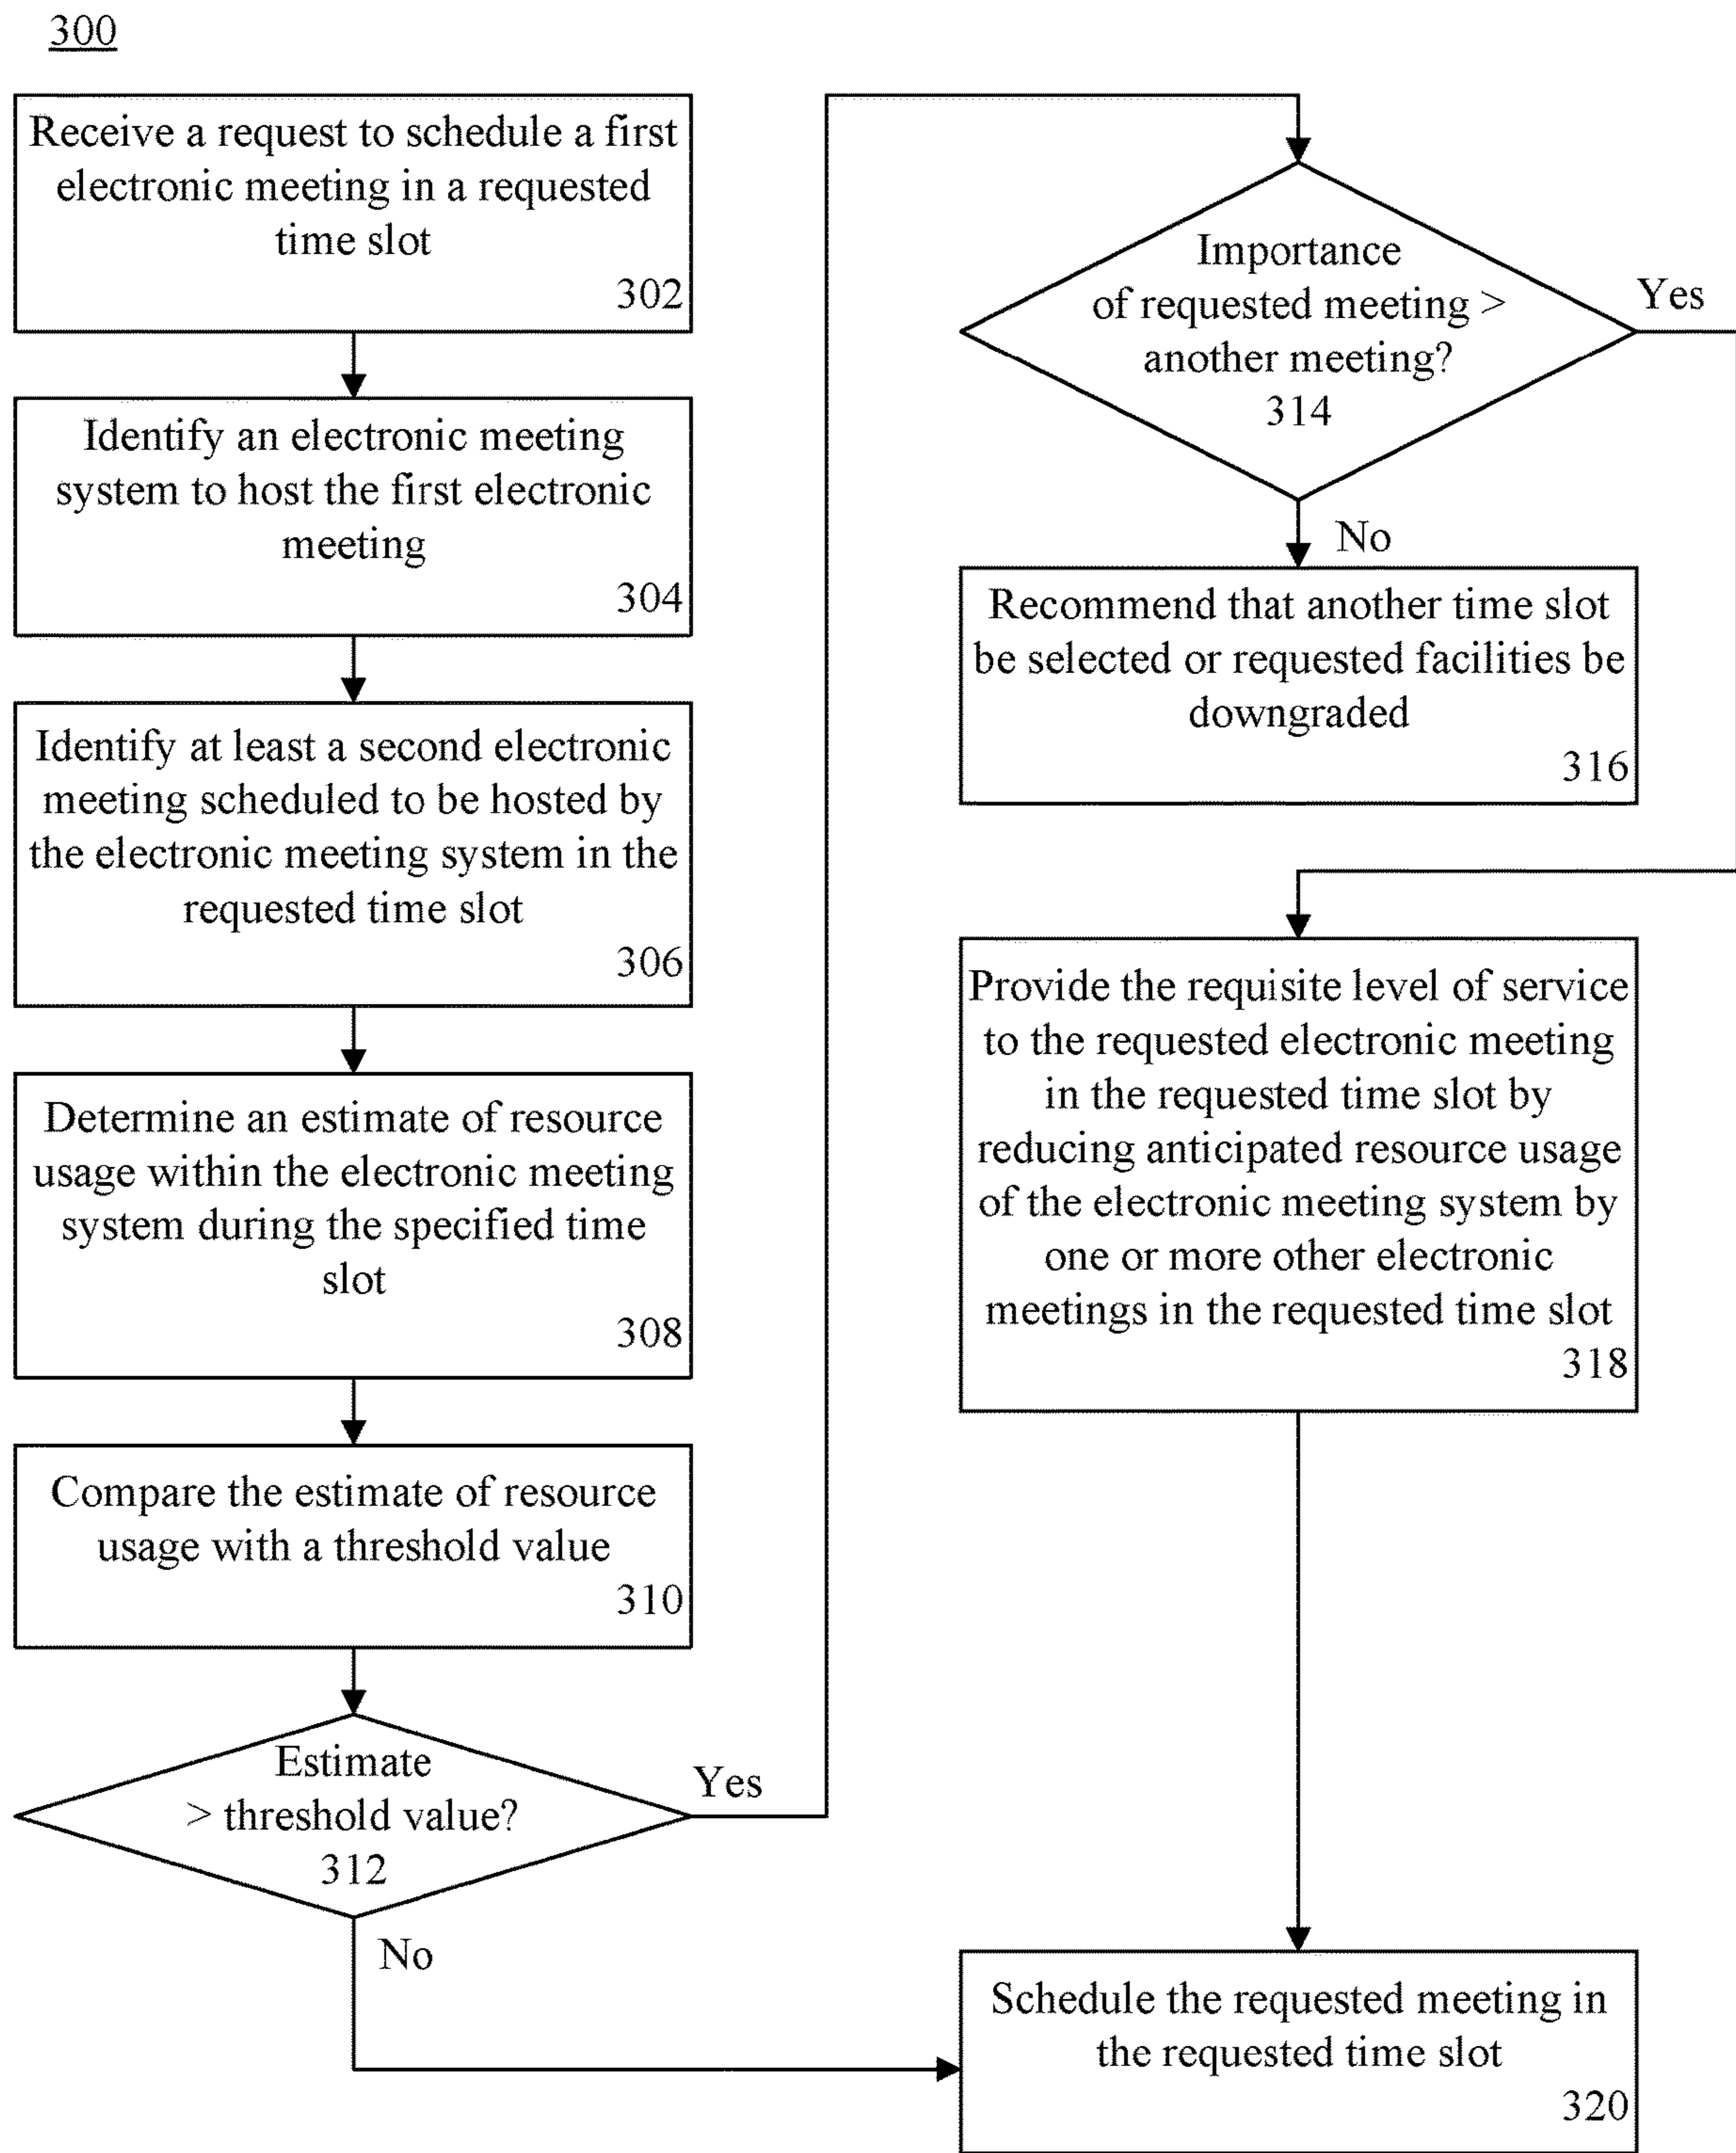 300
Receive a request to schedule a first
electronic meeting in a requested
time slot
302
Identify an electronic meeting
system to host the first electronic
meeting
304
Identify at least a second electronic
meeting scheduled to be hosted by
the electronic meeting system in the
requested time slot
306
Determine an estimate of resource
usage within the electronic meeting
system during the specified time
slot
308
Compare the estimate of resource
usage with a threshold value
310
Estimate
> threshold value?
312
Yes
No
Importance
of requested meeting >
another meeting?
314
Yes
No
Recommend that another time slot
be selected or requested facilities be
downgraded
316
Provide the requisite level of service
to the requested electronic meeting
in the requested time slot by
reducing anticipated resource usage
of the electronic meeting system by
one or more other electronic
meetings in the requested time slot
318
Schedule the requested meeting in
the requested time slot
320